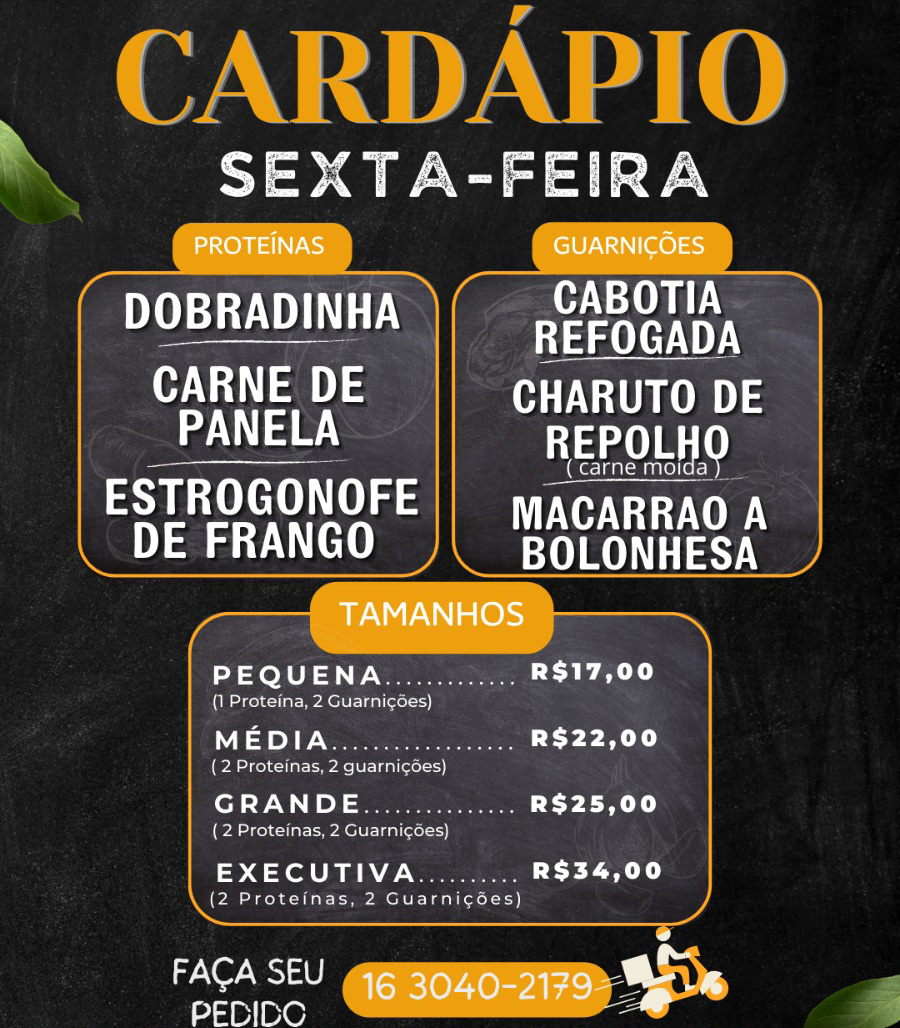 CARDÁPIO
SEXTA-FEIRA
PROTEÍNAS
DOBRADINHA
CARNE DE
PANELA
ESTROGONOFE
DE FRANGO
GUARNIÇÕES
CABOTIA
REFOGADA
CHARUTO DE
REPOLHO
( carne moida )
MACARRAO A
BOLONHESA
TAMANHOS
PEQUENA............. R$17,00
(1 Proteína, 2 Guarnições)
MÉDIA.................. R$22,00
( 2 Proteínas, 2 guarnições)
GRANDE............... R$25,00
( 2 Proteínas, 2 Guarnições)
EXECUTIVA.......... R$34,00
(2 Proteínas, 2 Guarnições)
FAÇA SEU
PEDIDO
16 3040-2179